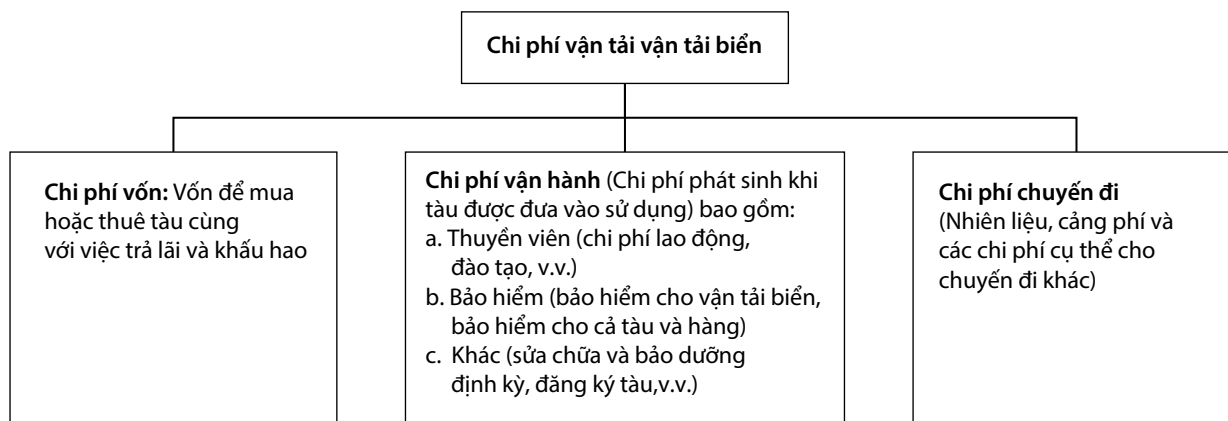 Chi phí vận tải vận tải biển
Chi phí vốn: Vốn để mua
hoặc thuê tàu cùng
với việc trả lãi và khấu hao
Chi phí vận hành (Chi phí phát sinh khi
tàu được đưa vào sử dụng) bao gồm:
a. Thuyền viên (chi phí lao động,
đào tạo, v.v.)
b. Bảo hiểm (bảo hiểm cho vận tải biển,
bảo hiểm cho cả tàu và hàng)
c. Khác (sửa chữa và bảo dưỡng
định kỳ, đăng ký tàu,v.v.)
Chi phí chuyến đi
(Nhiên liệu, cảng phí và
các chi phí cụ thể cho
chuyến đi khác)